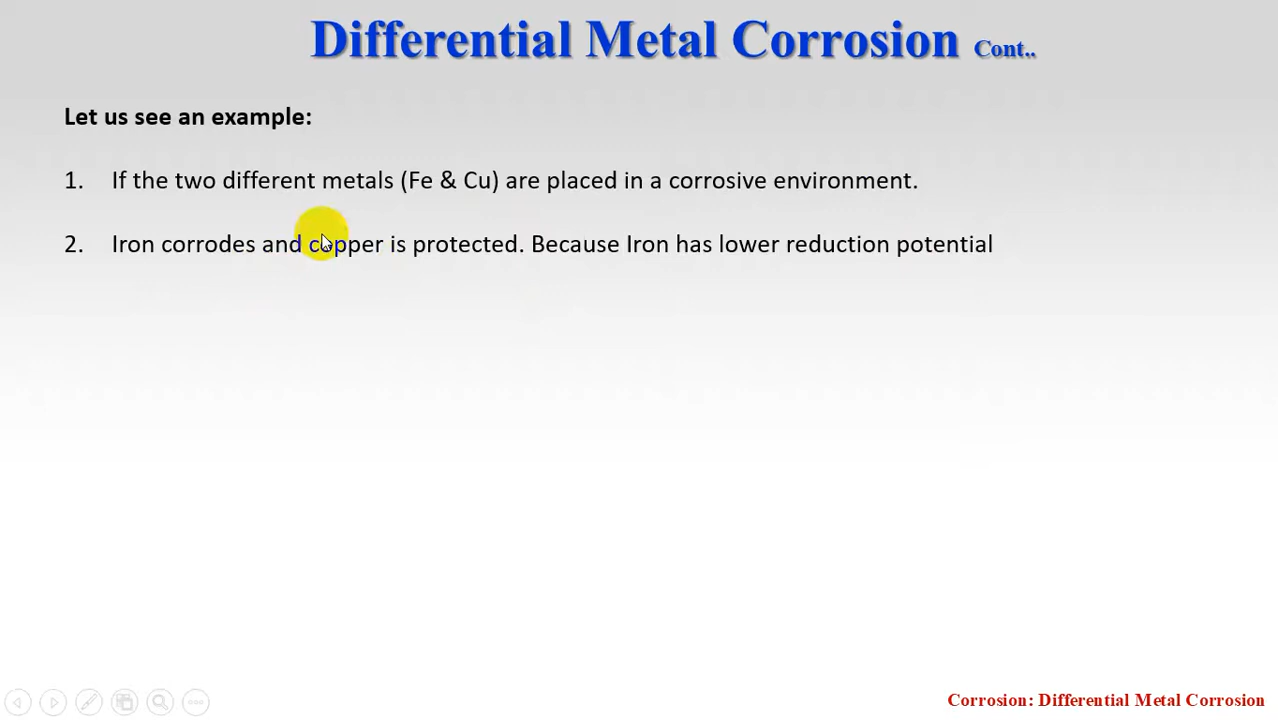 Differential Metal Corrosion Cont..
Let us see an example:
1. If the two different metals (Fe & Cu) are placed in a corrosive environment.
2. Iron corrodes and copper is protected. Because Iron has lower reduction potential
Corrosion: Differential Metal Corrosion